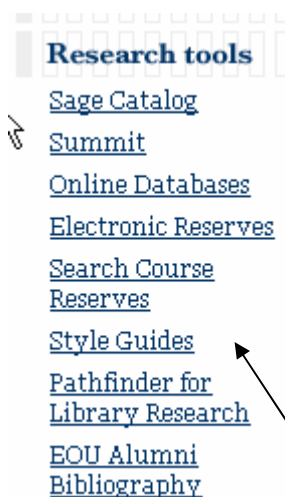 Research tools
Sage Catalog
Summit
Online Databases
Electronic Reserves
Search Course
Reserves
Style Guides
Pathfinder for
Library Research
EOU Alumni
Bibliography